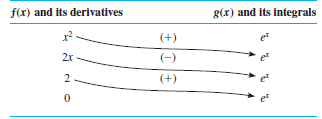 f(x) and its derivatives g(x) and its integrals
x² (+) eˣ
2x (−) eˣ
2 (+) eˣ
0 eˣ